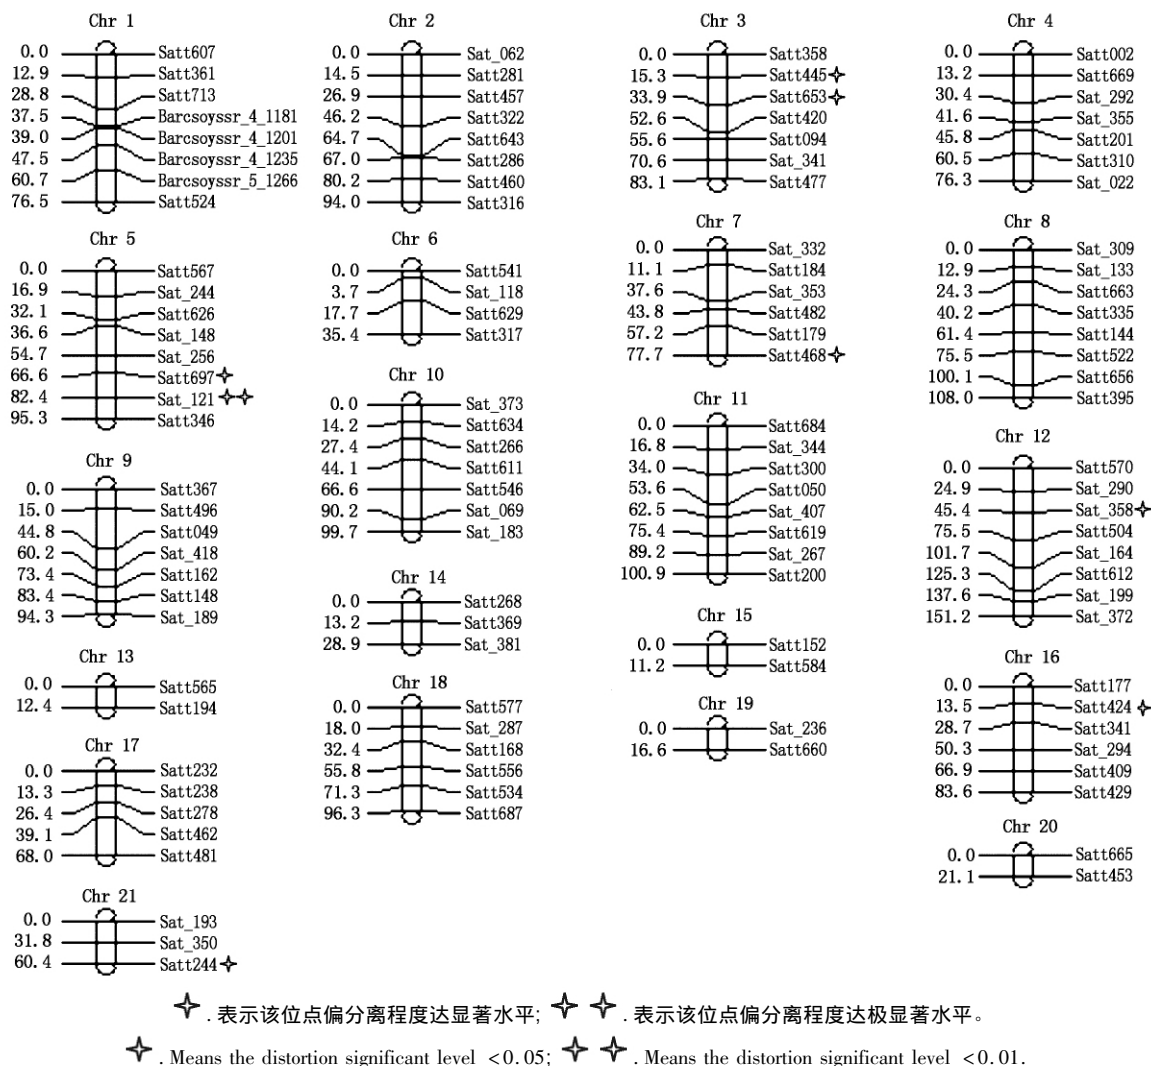 Chr 1
0.0 Satt607
12.9 Satt361
28.8 Satt713
37.5 Barcsoyssr_4_1181
39.0 Barcsoyssr_4_1201
47.5 Barcsoyssr_4_1235
60.7 Barcsoyssr_5_1266
76.5 Satt524
Chr 2
0.0 Sat_062
14.5 Satt281
26.9 Satt457
46.2 Satt322
64.7 Satt643
67.0 Satt286
80.2 Satt460
94.0 Satt316
Chr 3
0.0 Satt358
15.3 Satt445✧
33.9 Satt653✧
52.6 Satt420
55.6 Satt094
70.6 Sat_341
83.1 Satt477
Chr 4
0.0 Satt002
13.2 Satt669
30.4 Sat_292
41.6 Sat_355
45.8 Satt201
60.5 Satt310
76.3 Sat_022
Chr 5
0.0 Satt567
16.9 Sat_244
32.1 Satt626
36.6 Sat_148
54.7 Sat_256
66.6 Satt697✧
82.4 Sat_121✧✧
95.3 Satt346
Chr 6
0.0 Satt541
3.7 Sat_118
17.7 Satt629
35.4 Satt317
Chr 7
0.0 Sat_332
11.1 Satt184
37.6 Sat_353
43.8 Satt482
57.2 Satt179
77.7 Satt468✧
Chr 8
0.0 Sat_309
12.9 Sat_133
24.3 Satt663
40.2 Satt335
61.4 Satt144
75.5 Satt522
100.1 Satt656
108.0 Satt395
Chr 9
0.0 Satt367
15.0 Satt496
44.8 Satt049
60.2 Sat_418
73.4 Satt162
83.4 Satt148
94.3 Sat_189
Chr 10
0.0 Sat_373
14.2 Satt634
27.4 Satt266
44.1 Satt611
66.6 Satt546
90.2 Sat_069
99.7 Sat_183
Chr 11
0.0 Satt684
16.8 Sat_344
34.0 Satt300
53.6 Satt050
62.5 Sat_407
75.4 Satt619
89.2 Sat_267
100.9 Satt200
Chr 12
0.0 Satt570
24.9 Sat_290
45.4 Sat_358✧
75.5 Satt504
101.7 Sat_164
125.3 Satt612
137.6 Sat_199
151.2 Sat_372
Chr 13
0.0 Satt565
12.4 Satt194
Chr 14
0.0 Satt268
13.2 Satt369
28.9 Sat_381
Chr 15
0.0 Satt152
11.2 Satt584
Chr 16
0.0 Satt177
13.5 Satt424✧
28.7 Satt341
50.3 Sat_294
66.9 Satt409
83.6 Satt429
Chr 17
0.0 Satt232
13.3 Satt238
26.4 Satt278
39.1 Satt462
68.0 Satt481
Chr 18
0.0 Satt577
18.0 Sat_287
32.4 Satt168
55.8 Satt556
71.3 Satt534
96.3 Satt687
Chr 19
0.0 Sat_236
16.6 Satt660
Chr 20
0.0 Satt665
21.1 Satt453
Chr 21
0.0 Sat_193
31.8 Sat_350
60.4 Satt244✧
✧ . 表示该位点偏分离程度达显著水平; ✧ ✧ . 表示该位点偏分离程度达极显著水平。
✧ . Means the distortion significant level <0.05; ✧ ✧ . Means the distortion significant level <0.01.